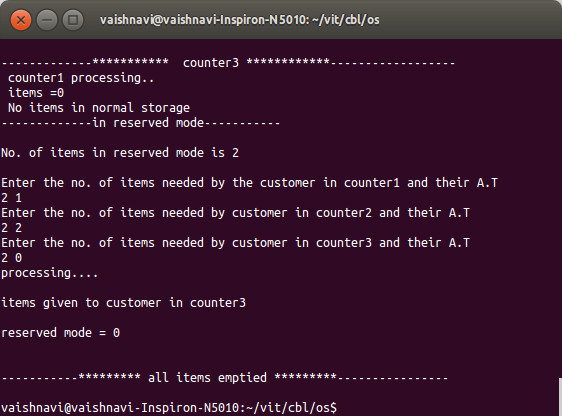 vaishnavi@vaishnavi-Inspiron-N5010: ~/vit/cbl/os
-------------*********** counter3 ************------------------
counter1 processing..
items =0
No items in normal storage
-------------in reserved mode-----------
No. of items in reserved mode is 2
Enter the no. of items needed by the customer in counter1 and their A.T
2 1
Enter the no. of items needed by customer in counter2 and their A.T
2 2
Enter the no. of items needed by customer in counter3 and their A.T
2 0
processing....
items given to customer in counter3
reserved mode = 0
-----------********* all items emptied *********----------------
vaishnavi@vaishnavi-Inspiron-N5010:~/vit/cbl/os$